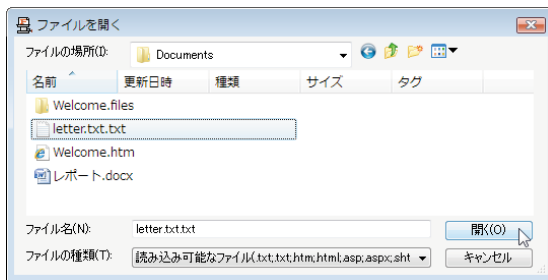 ファイルを開く
ファイルの場所(I):
Documents
名前 更新日時 種類 サイズ タグ
Welcome.files
letter.txt.txt
Welcome.htm
レポート.docx
ファイル名(N): letter.txt.txt 開く(O)
ファイルの種類(T): 読み込み可能なファイル(.txt;txt;htm;html;asp;aspx;sht キャンセル